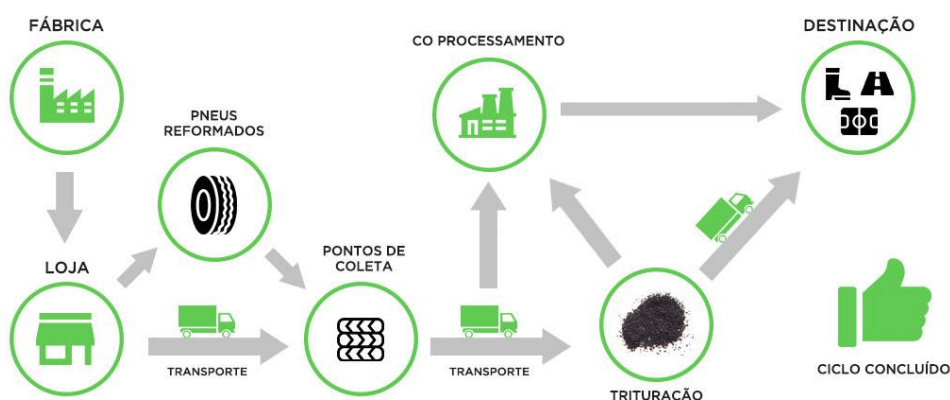 FÁBRICA
PNEUS
REFORMADOS
LOJA
TRANSPORTE
PONTOS DE
COLETA
CO PROCESSAMENTO
TRANSPORTE
TRITURAÇÃO
DESTINAÇÃO
CICLO CONCLUÍDO